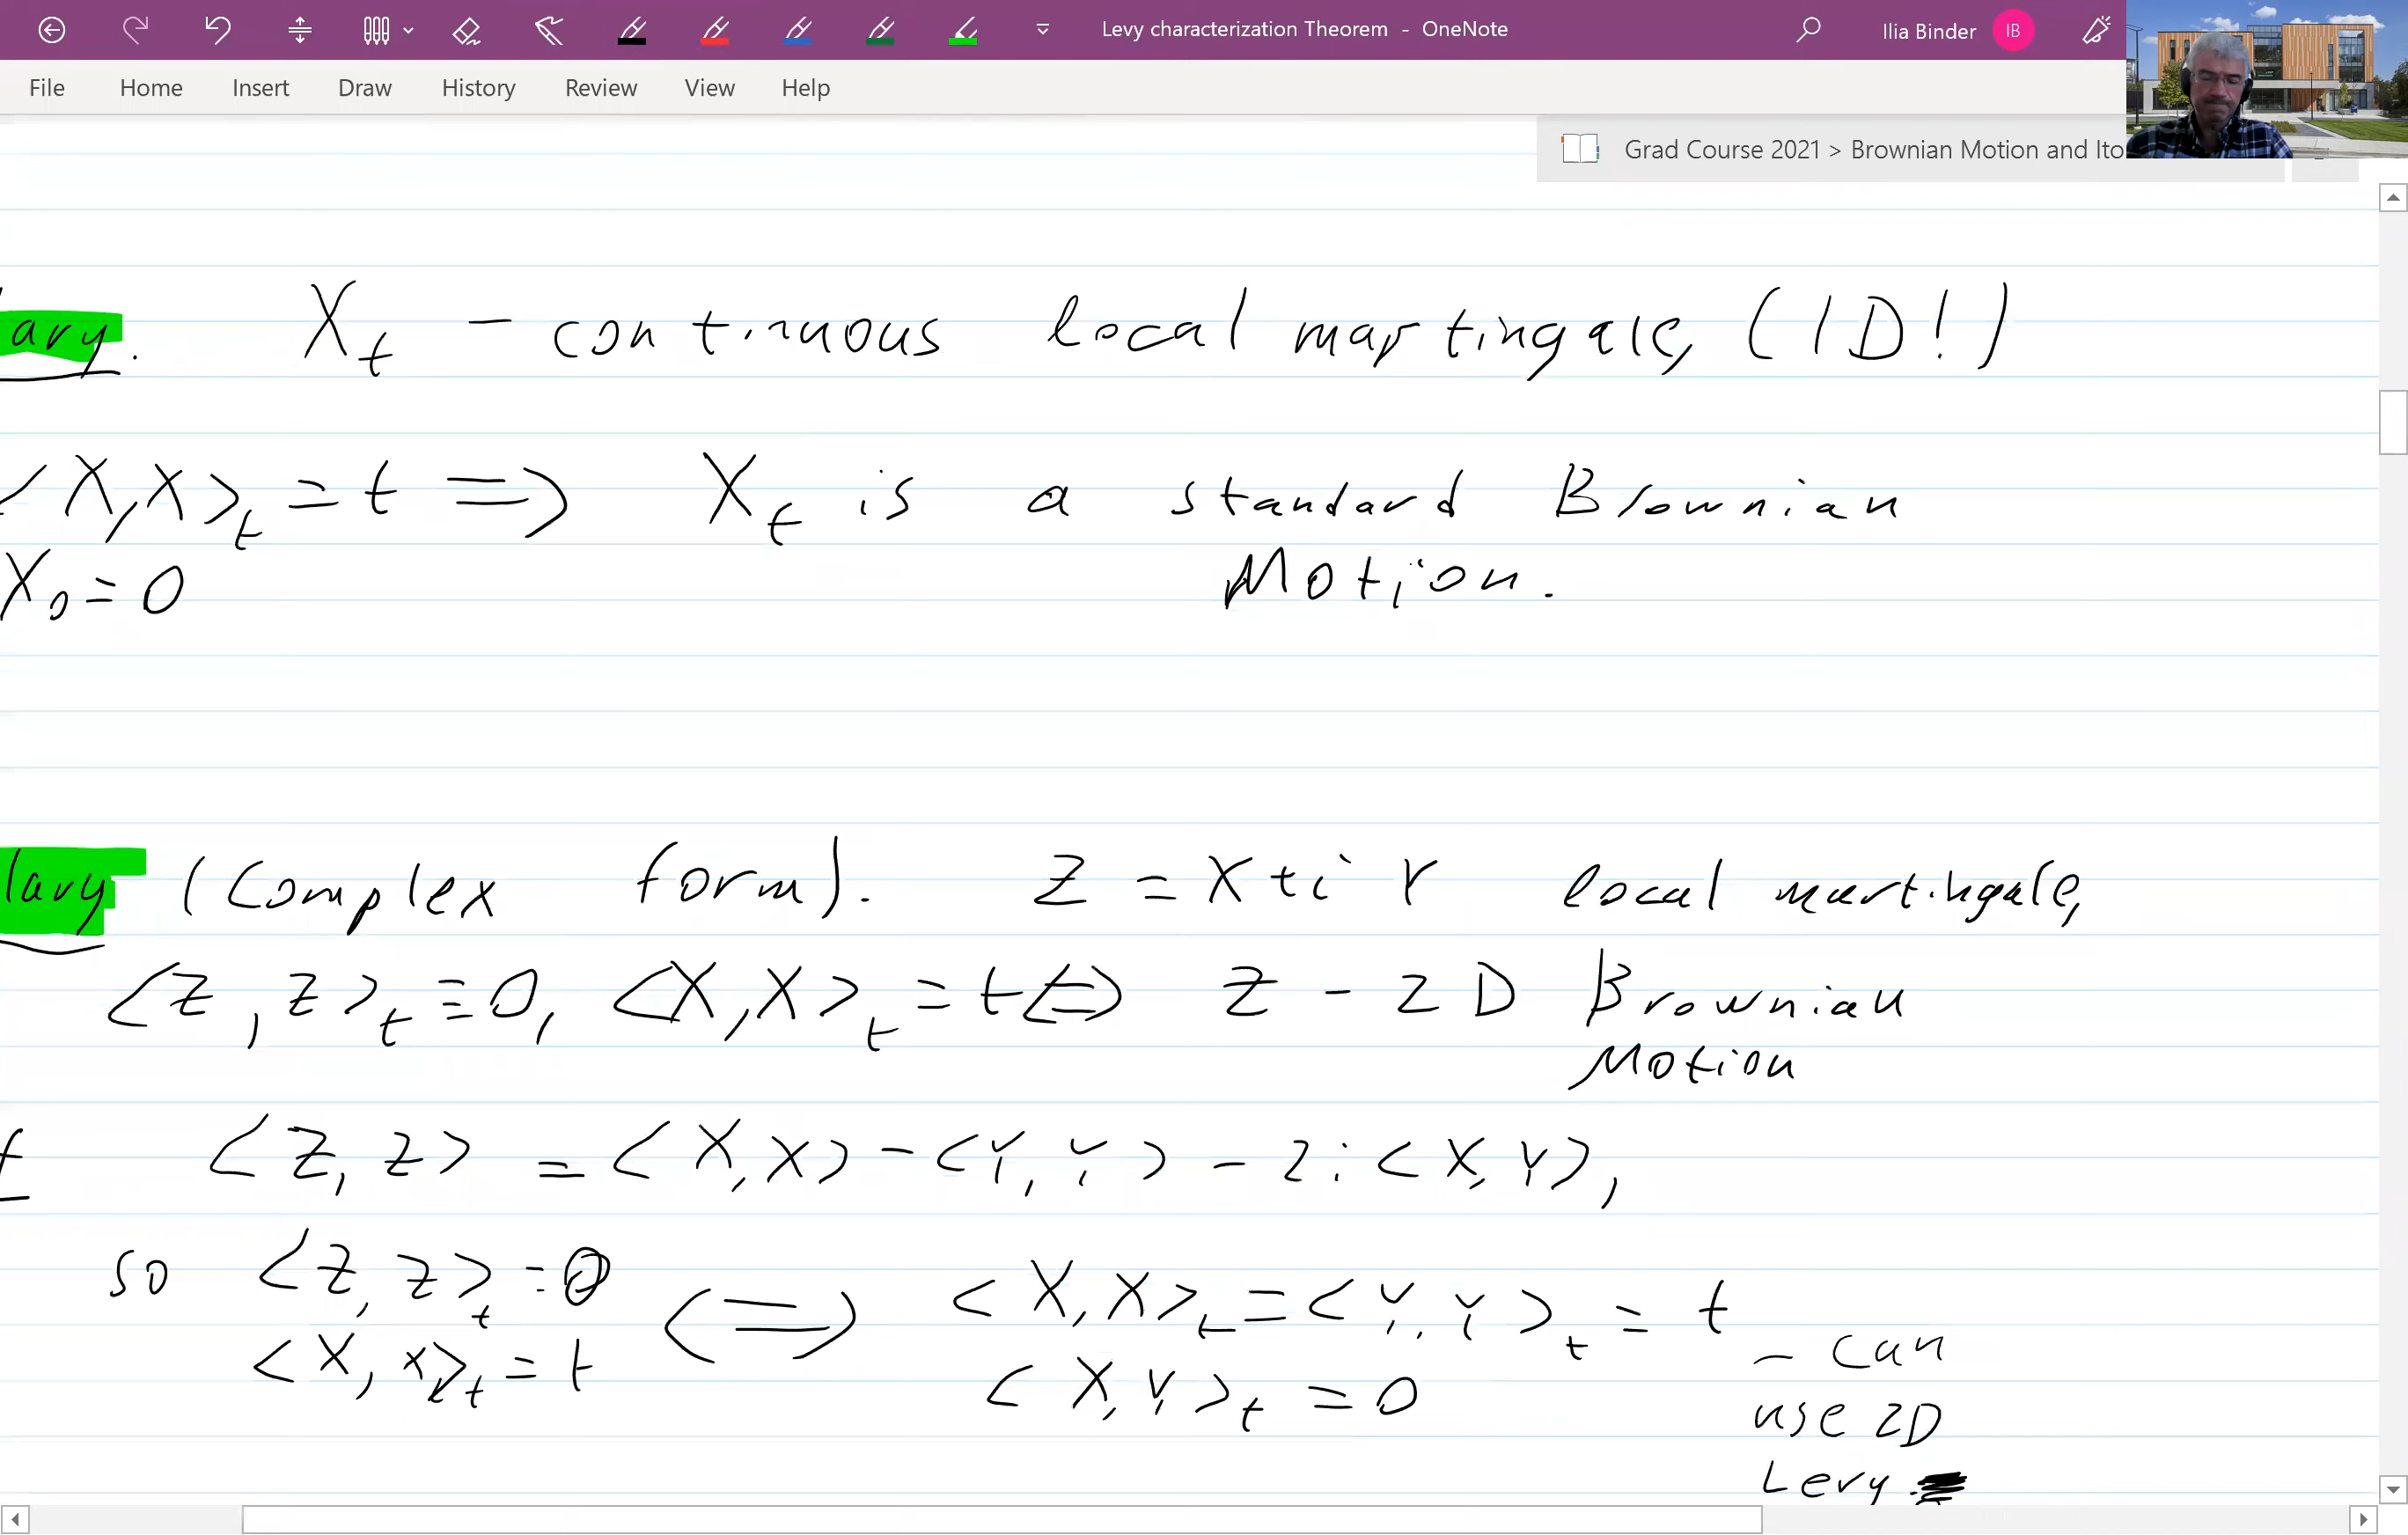 Levy characterization Theorem - OneNote
Ilia Binder IB
File Home Insert Draw History Review View Help
Grad Course 2021 > Brownian Motion and Ito
lary. X_t - continuous local martingale, (1D!)
<X,X>_t = t => X_t is a standard Brownian
X_0 = 0 Motion.
lary (Complex form). Z = X + i Y local martingale,
<Z, Z>_t ≡ 0, <X,X>_t = t <=> Z - 2D Brownian
Motion
f <Z, Z> = <X,X> - <Y,Y> - 2i <X,Y>,
so <Z, Z>_t = 0 <=> <X,X>_t = <Y,Y>_t = t
<X,X>_t = t <X,Y>_t = 0
- can
use 2D
Levy.